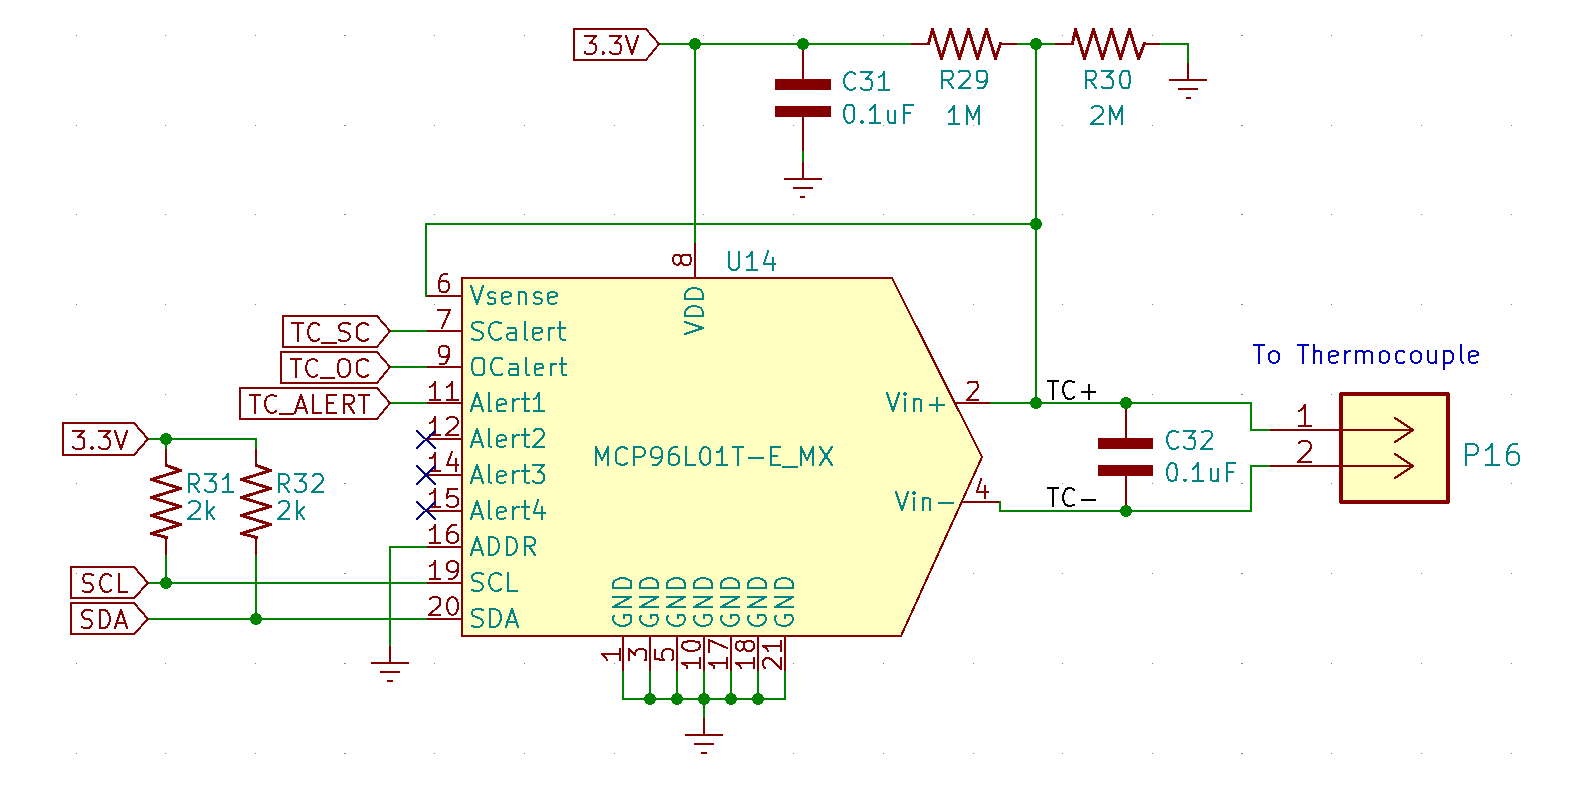 3.3V
C31
0.1uF
R29
1M
R30
2M
8
U14
VDD
6
Vsense
TC_SC
7
SCalert
TC_OC
9
OCalert
TC_ALERT
11
Alert1
12
Alert2
14
Alert3
15
Alert4
16
ADDR
19
SCL
20
SDA
3.3V
R31
2k
R32
2k
SCL
SDA
MCP96L01T-E_MX
Vin+
2
TC+
Vin-
4
TC-
C32
0.1uF
To Thermocouple
1
2
P16
GND
GND
GND
GND
GND
GND
GND
1
3
5
10
17
18
21